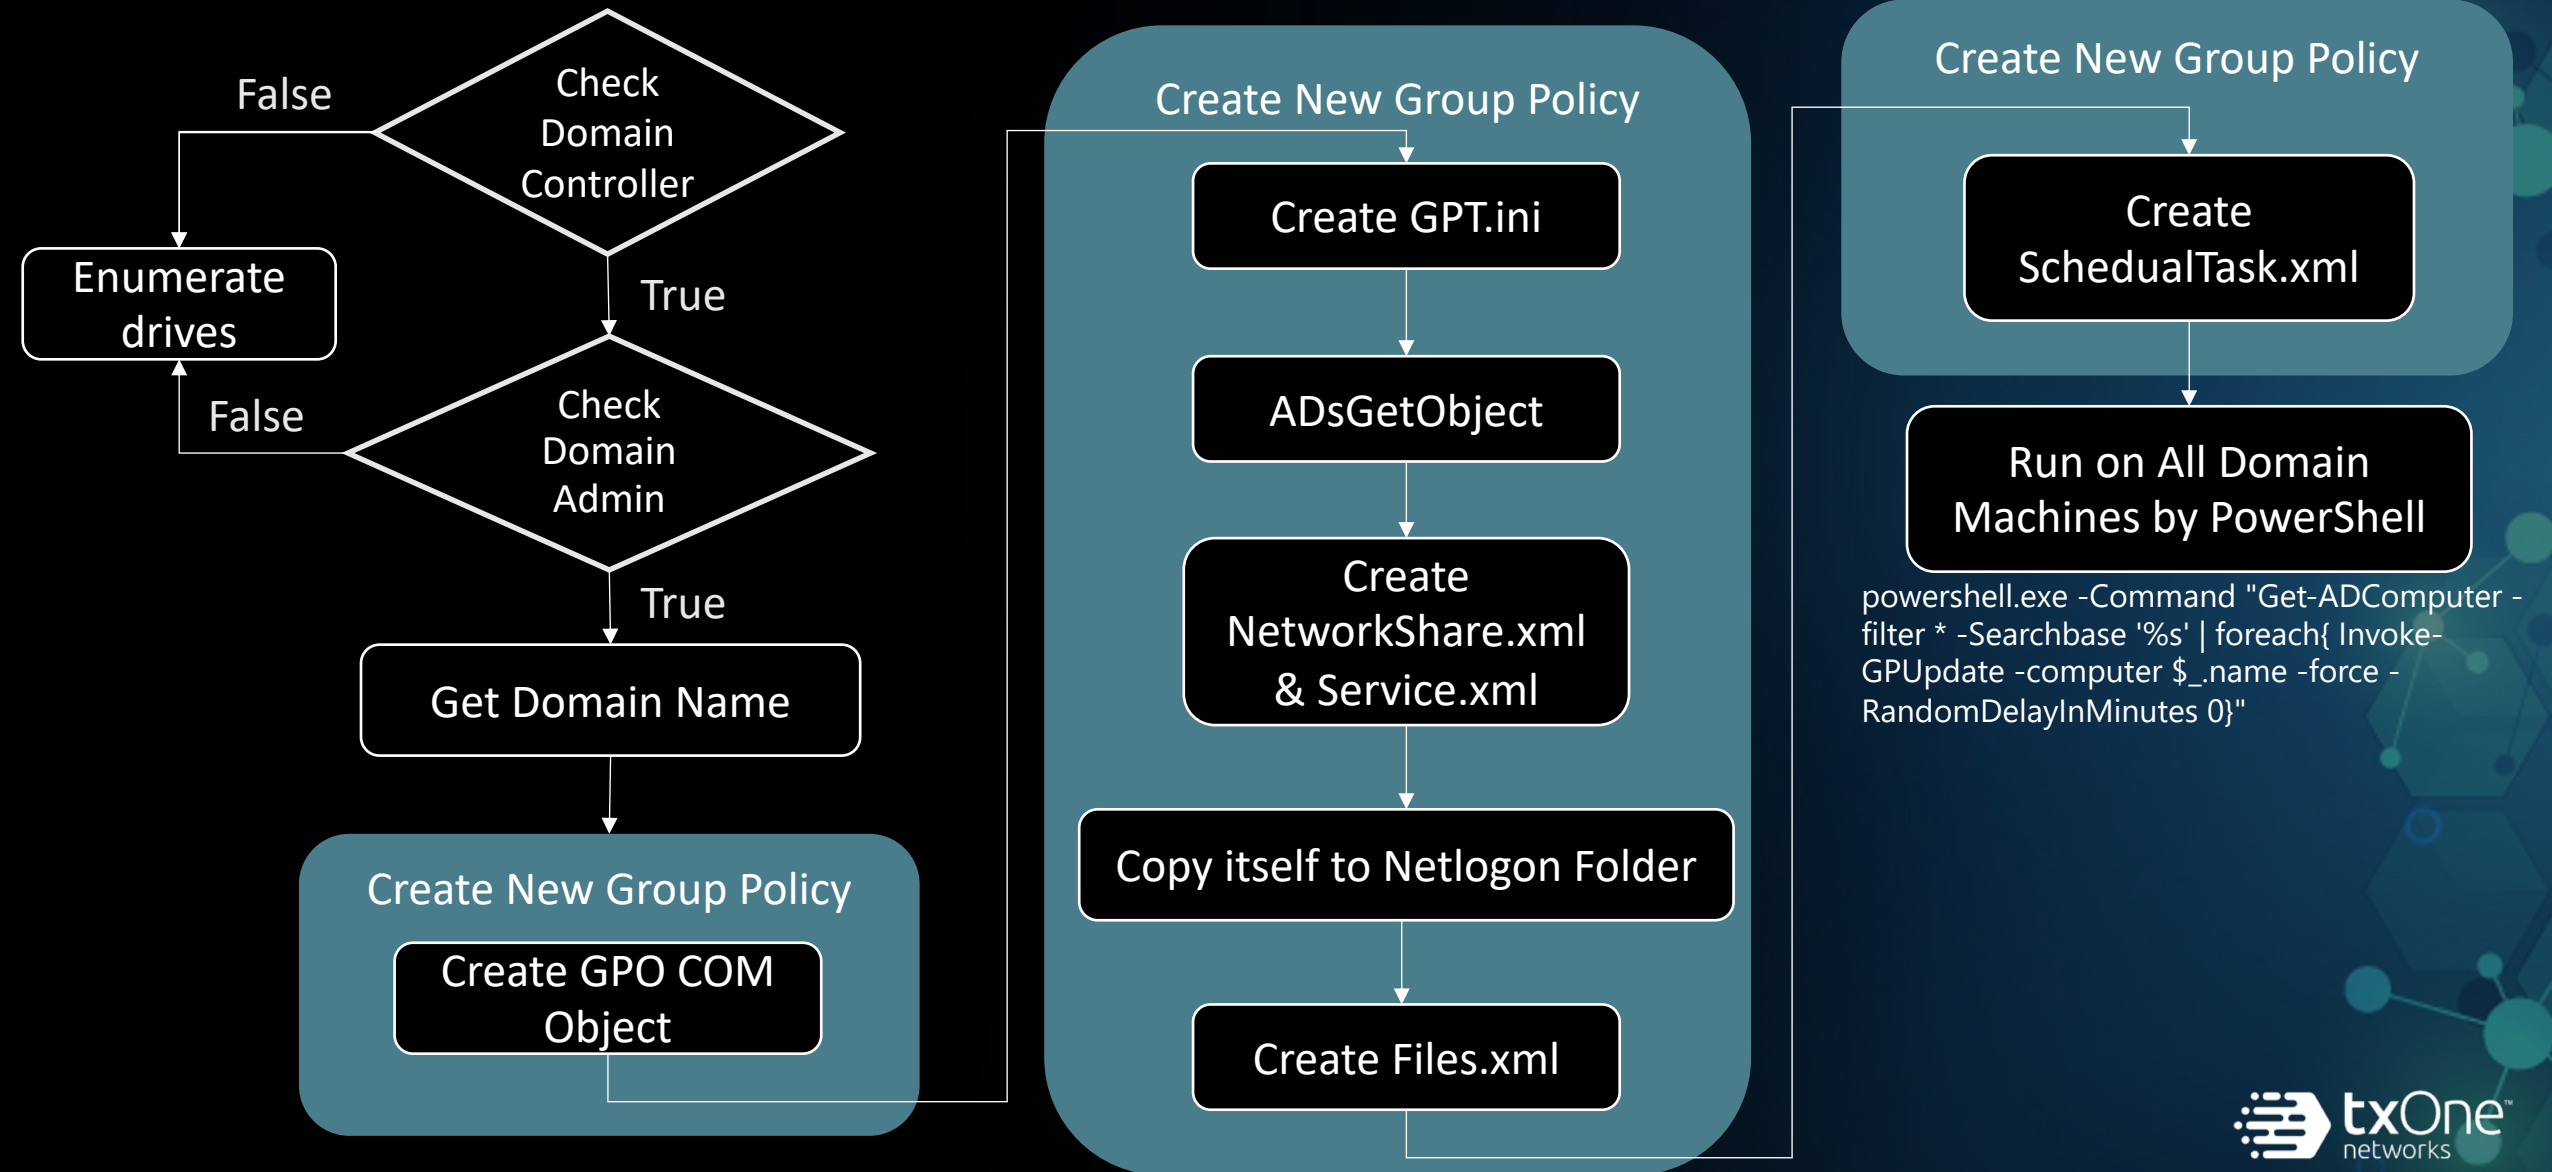 False
Check
Domain
Controller
True
Enumerate
drives
False
Check
Domain
Admin
True
Get Domain Name
Create New Group Policy
Create GPO COM
Object
Create New Group Policy
Create GPT.ini
ADsGetObject
Create
NetworkShare.xml
& Service.xml
Copy itself to Netlogon Folder
Create Files.xml
Create New Group Policy
Create
SchedualTask.xml
Run on All Domain
Machines by PowerShell
powershell.exe -Command "Get-ADComputer -
filter * -Searchbase '%s' | foreach{ Invoke-
GPUpdate -computer $_.name -force -
RandomDelayInMinutes 0}"
txOne™
networks